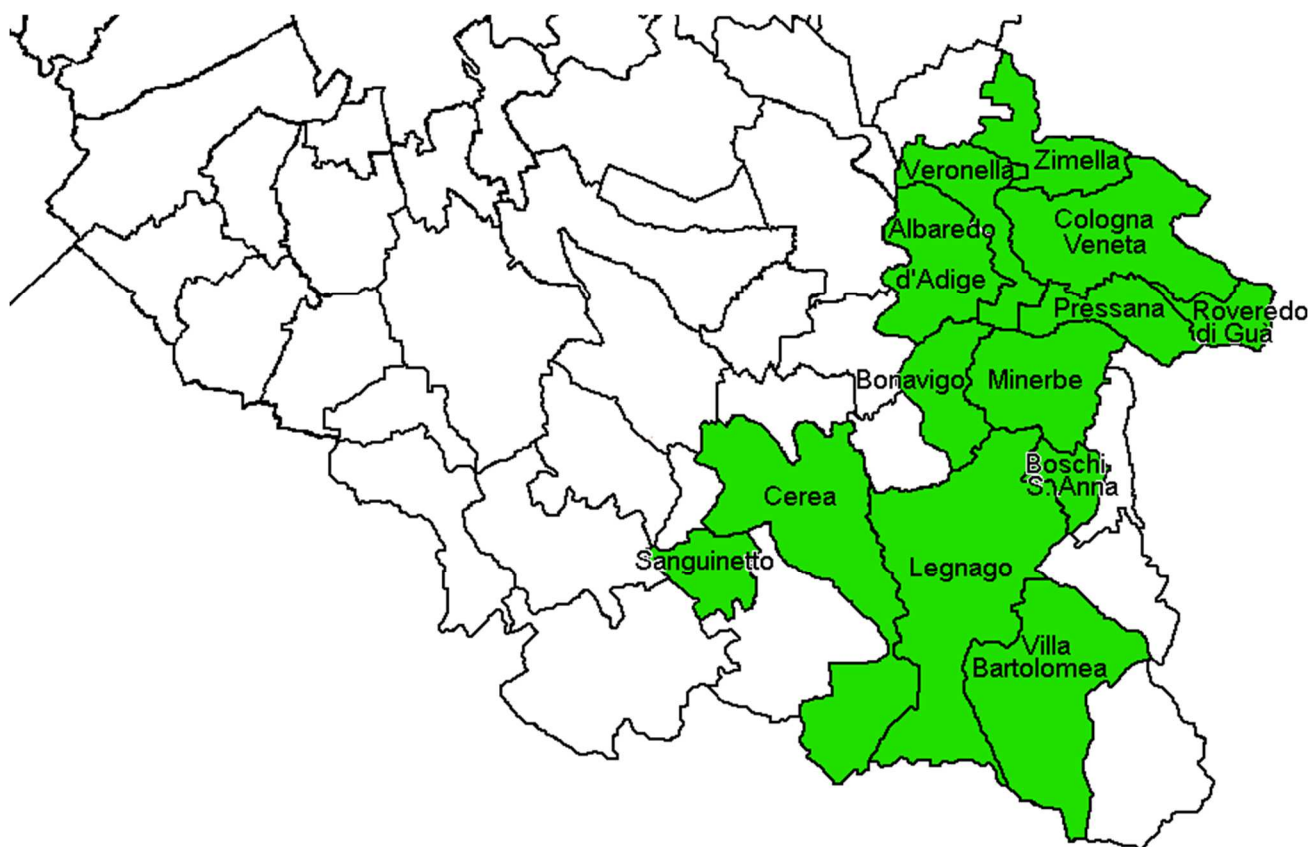 Veronella
Zimella
Albaredo
d'Adige
Cologna
Veneta
Pressana
Roveredo
di Guà
Bonavigo
Minerbe
Boschi
S. Anna
Cerea
Sanguinetto
Legnago
Villa
Bartolomea